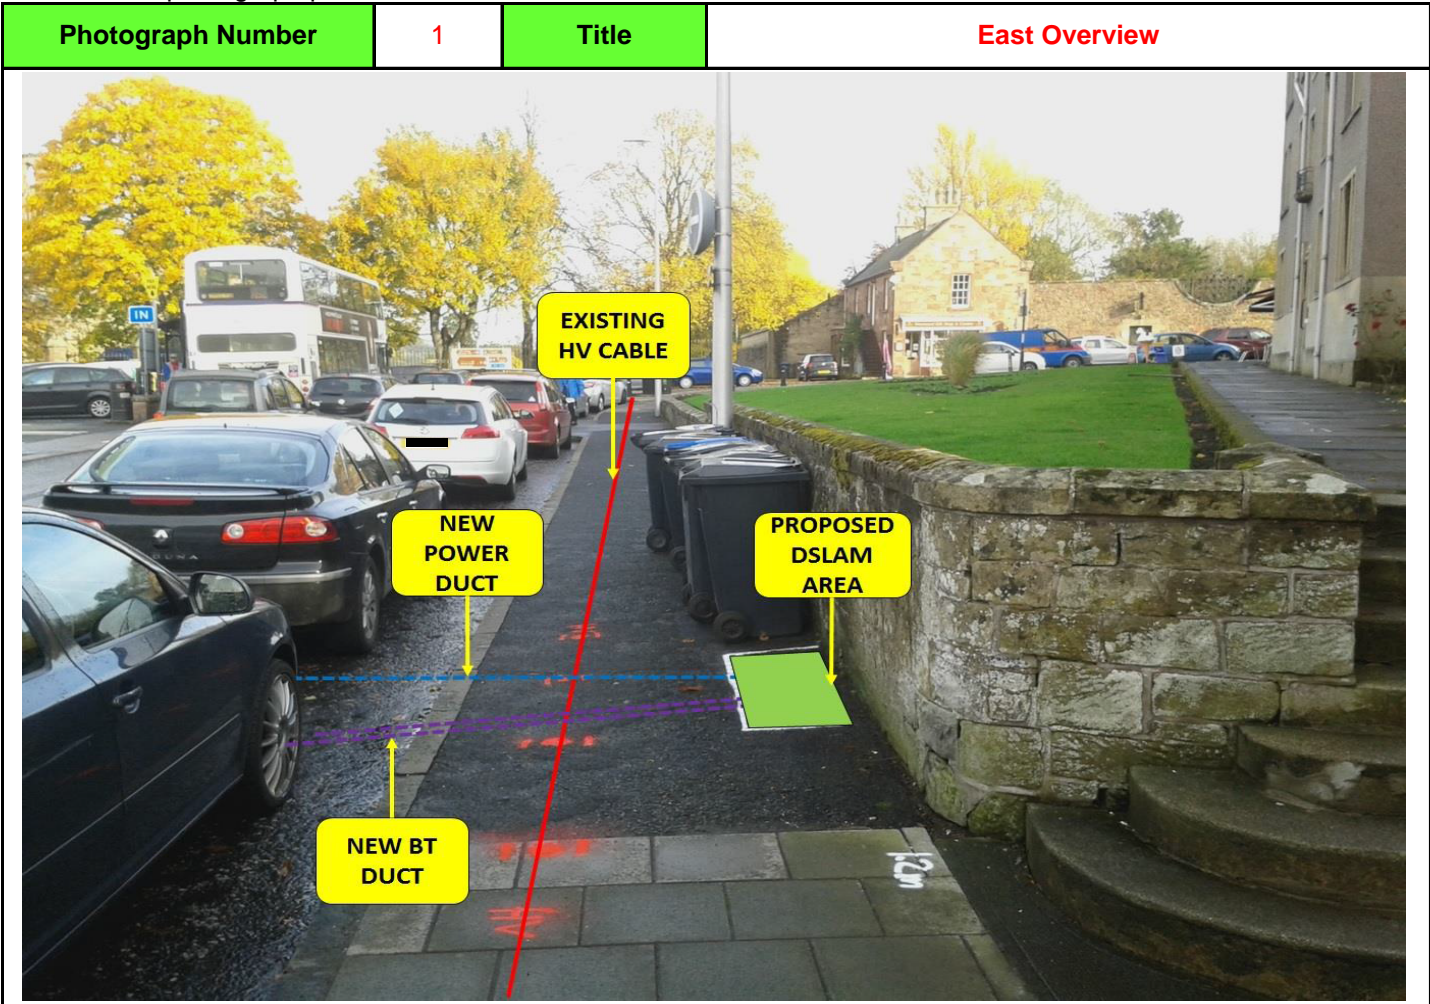 Photograph Number 1 Title East Overview
IN
EXISTING
HV CABLE
NEW
POWER
DUCT
PROPOSED
DSLAM
AREA
NEW BT
DUCT
HV
1.2m